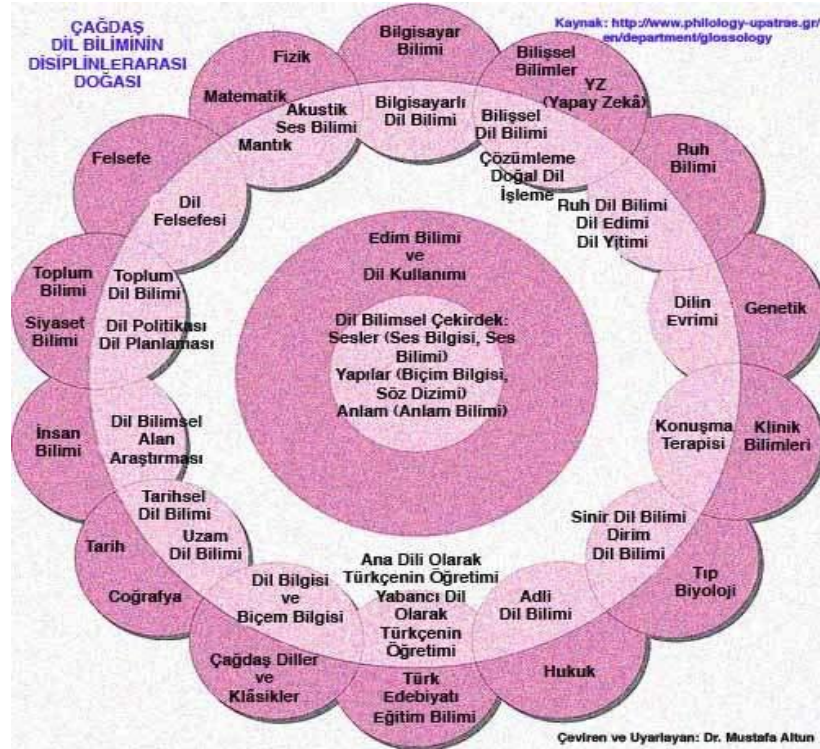 ÇAĞDAŞ
DİL BİLİMİNİN
DİSİPLİNLERARASI
DOĞASI
Kaynak: http://www.philology-upatras.gr/
en/department/glossology
Bilgisayar
Bilimi
Bilgisayarlı
Dil Bilimi
Bilişsel
Bilimler
YZ
(Yapay Zekâ)
Bilişsel
Dil Bilimi
Çözümleme
Doğal Dil
İşleme
Ruh
Bilimi
Ruh Dil Bilimi
Dil Edimi
Dil Yitimi
Genetik
Dilin
Evrimi
Klinik
Bilimleri
Konuşma
Terapisi
Tıp
Biyoloji
Sinir Dil Bilimi
Dirim
Dil Bilimi
Hukuk
Adli
Dil Bilimi
Türk
Edebiyatı
Eğitim Bilimi
Ana Dili Olarak
Türkçenin Öğretimi
Yabancı Dil
Olarak
Türkçenin
Öğretimi
Çağdaş Diller
ve
Klâsikler
Dil Bilgisi
ve
Biçem Bilgisi
Tarih
Coğrafya
Tarihsel
Dil Bilimi
Uzam
Dil Bilimi
İnsan
Bilimi
Dil Bilimsel
Alan
Araştırması
Toplum
Bilimi
Siyaset
Bilimi
Toplum
Dil Bilimi
Dil Politikası
Dil Planlaması
Felsefe
Dil
Felsefesi
Fizik
Matematik
Akustik
Ses Bilimi
Mantık
Edim Bilimi
ve
Dil Kullanımı
Dil Bilimsel Çekirdek:
Sesler (Ses Bilgisi, Ses
Bilimi)
Yapılar (Biçim Bilgisi,
Söz Dizimi)
Anlam (Anlam Bilimi)
Çeviren ve Uyarlayan: Dr. Mustafa Altun